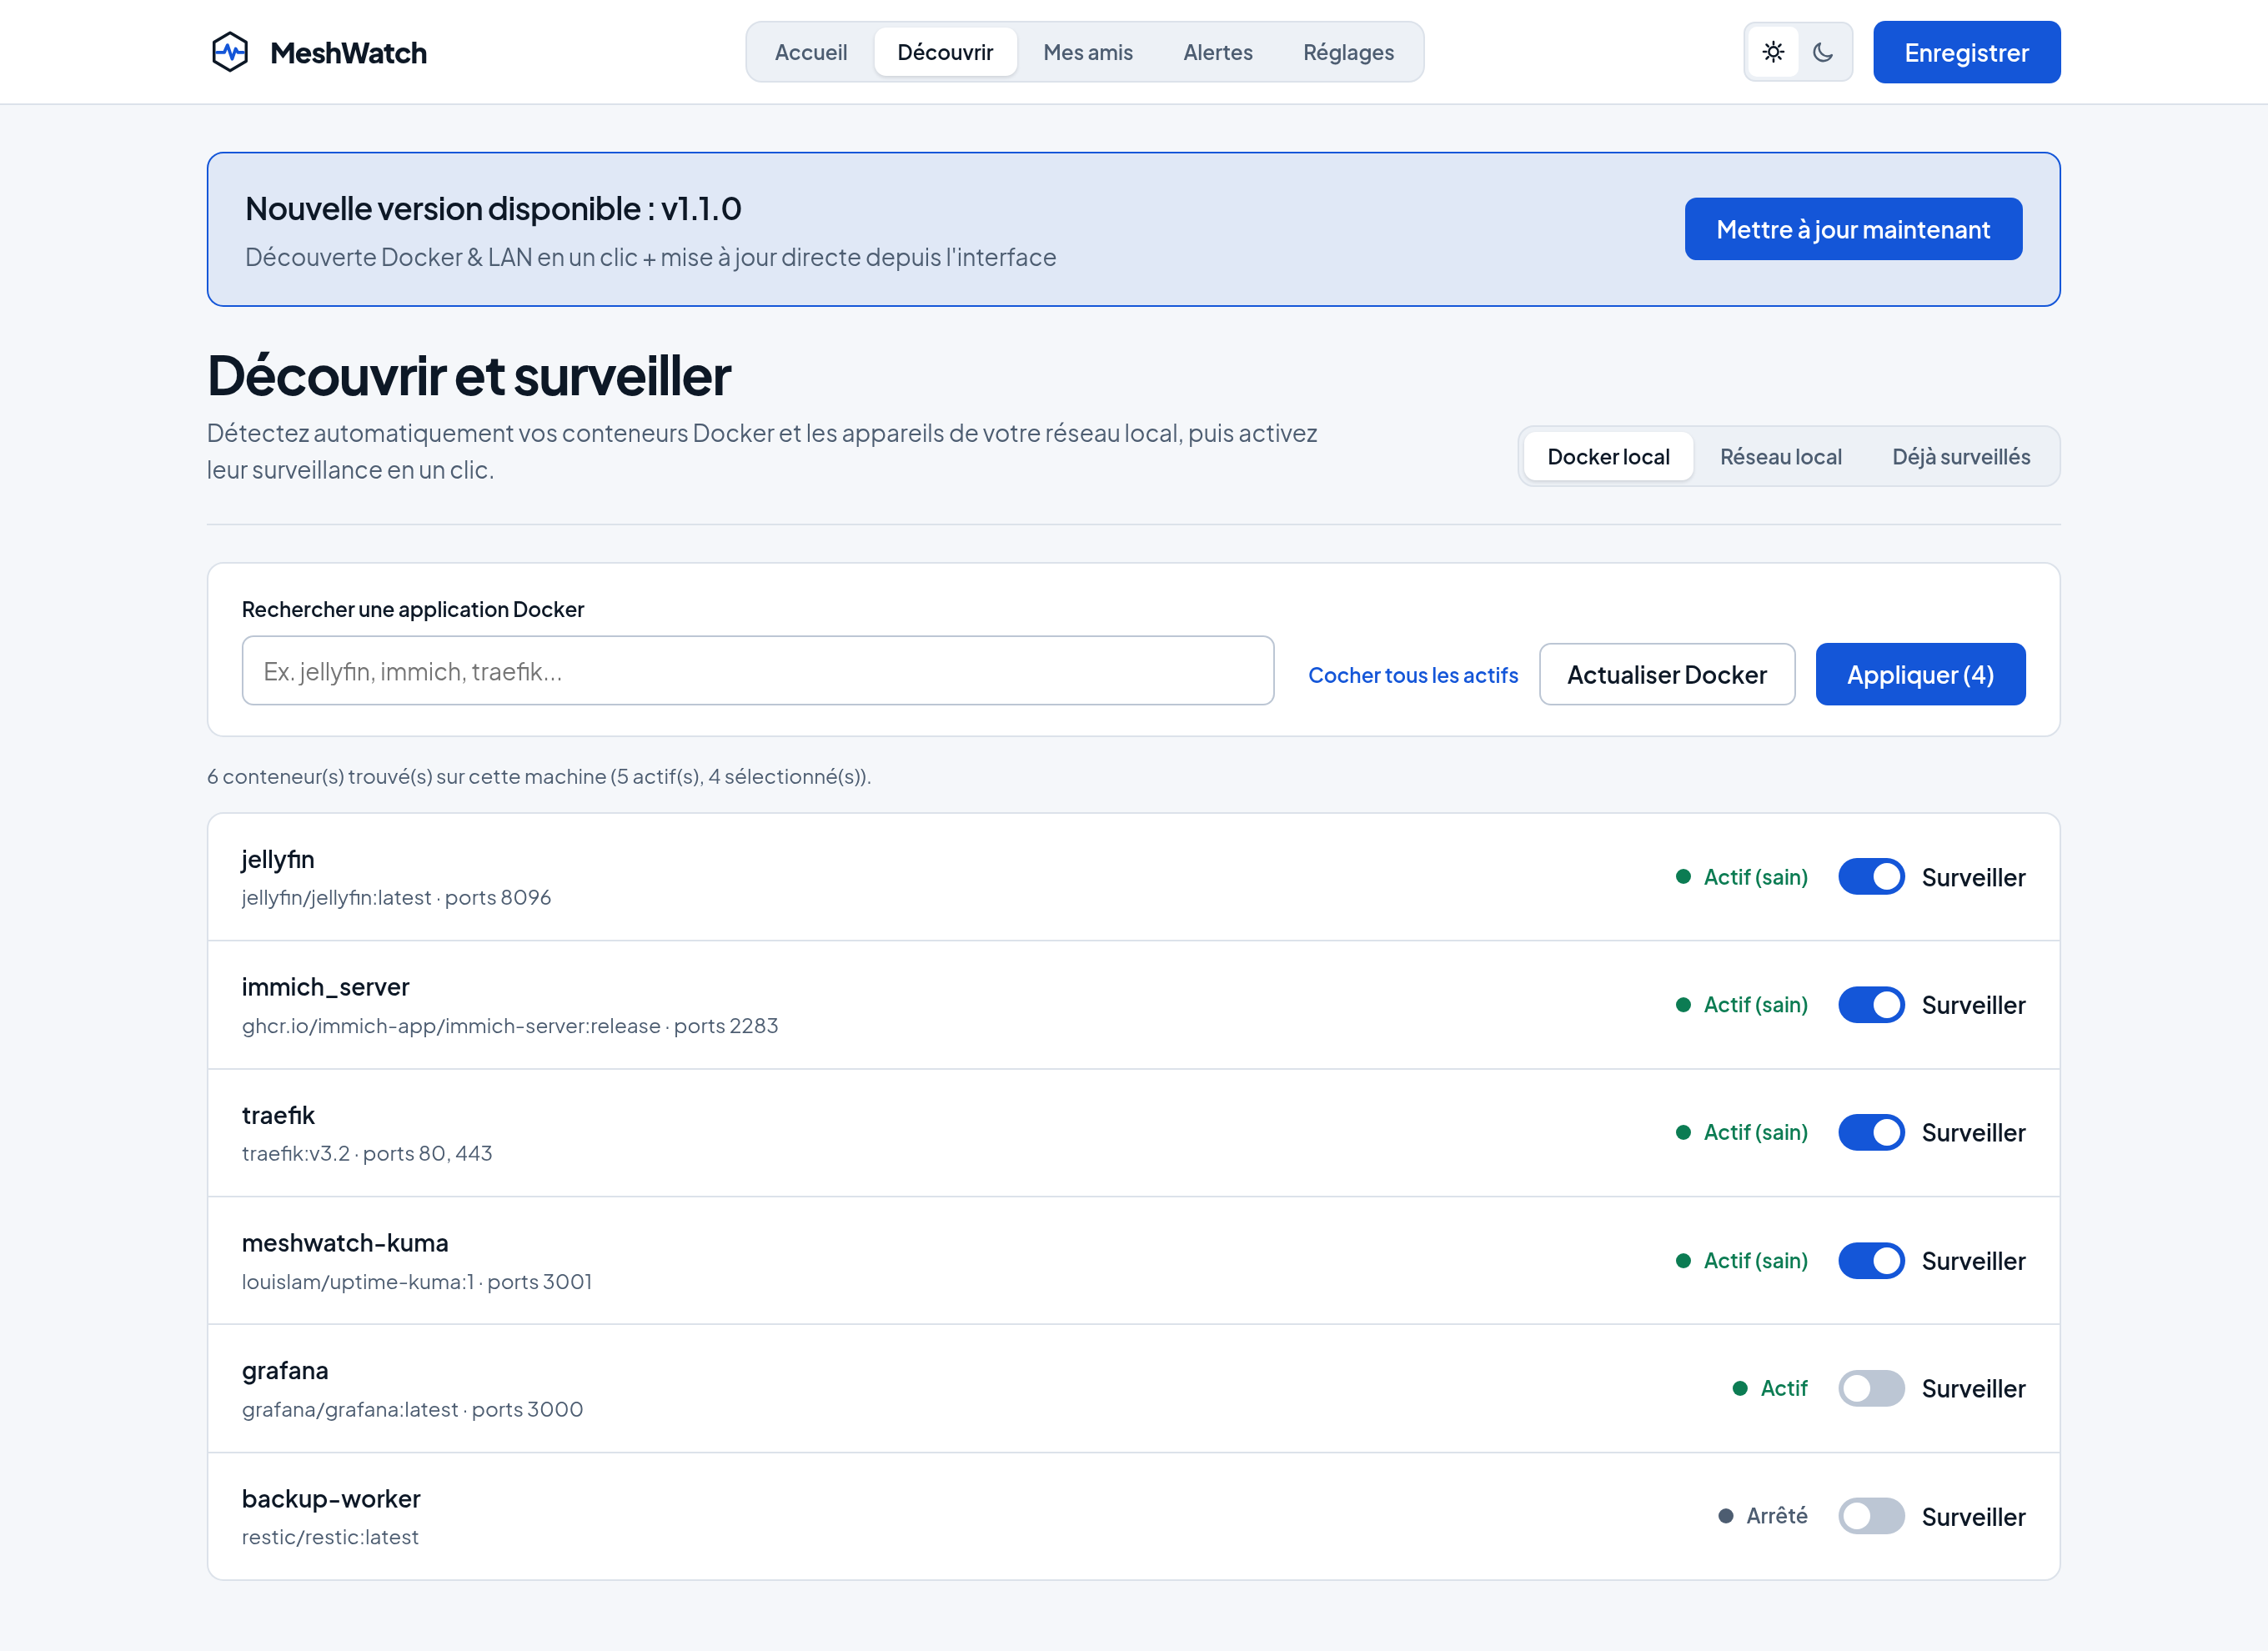 MeshWatch
Accueil
Découvrir
Mes amis
Alertes
Réglages
Enregistrer
Nouvelle version disponible : v1.1.0
Découverte Docker & LAN en un clic + mise à jour directe depuis l'interface
Mettre à jour maintenant
Découvrir et surveiller
Détectez automatiquement vos conteneurs Docker et les appareils de votre réseau local, puis activez
leur surveillance en un clic.
Docker local
Réseau local
Déjà surveillés
Rechercher une application Docker
Ex. jellyfin, immich, traefik...
Cocher tous les actifs
Actualiser Docker
Appliquer (4)
6 conteneur(s) trouvé(s) sur cette machine (5 actif(s), 4 sélectionné(s)).
jellyfin
jellyfin/jellyfin:latest · ports 8096
Actif (sain)
Surveiller
immich_server
ghcr.io/immich-app/immich-server:release · ports 2283
Actif (sain)
Surveiller
traefik
traefik:v3.2 · ports 80, 443
Actif (sain)
Surveiller
meshwatch-kuma
louislam/uptime-kuma:1 · ports 3001
Actif (sain)
Surveiller
grafana
grafana/grafana:latest · ports 3000
Actif
Surveiller
backup-worker
restic/restic:latest
Arrêté
Surveiller